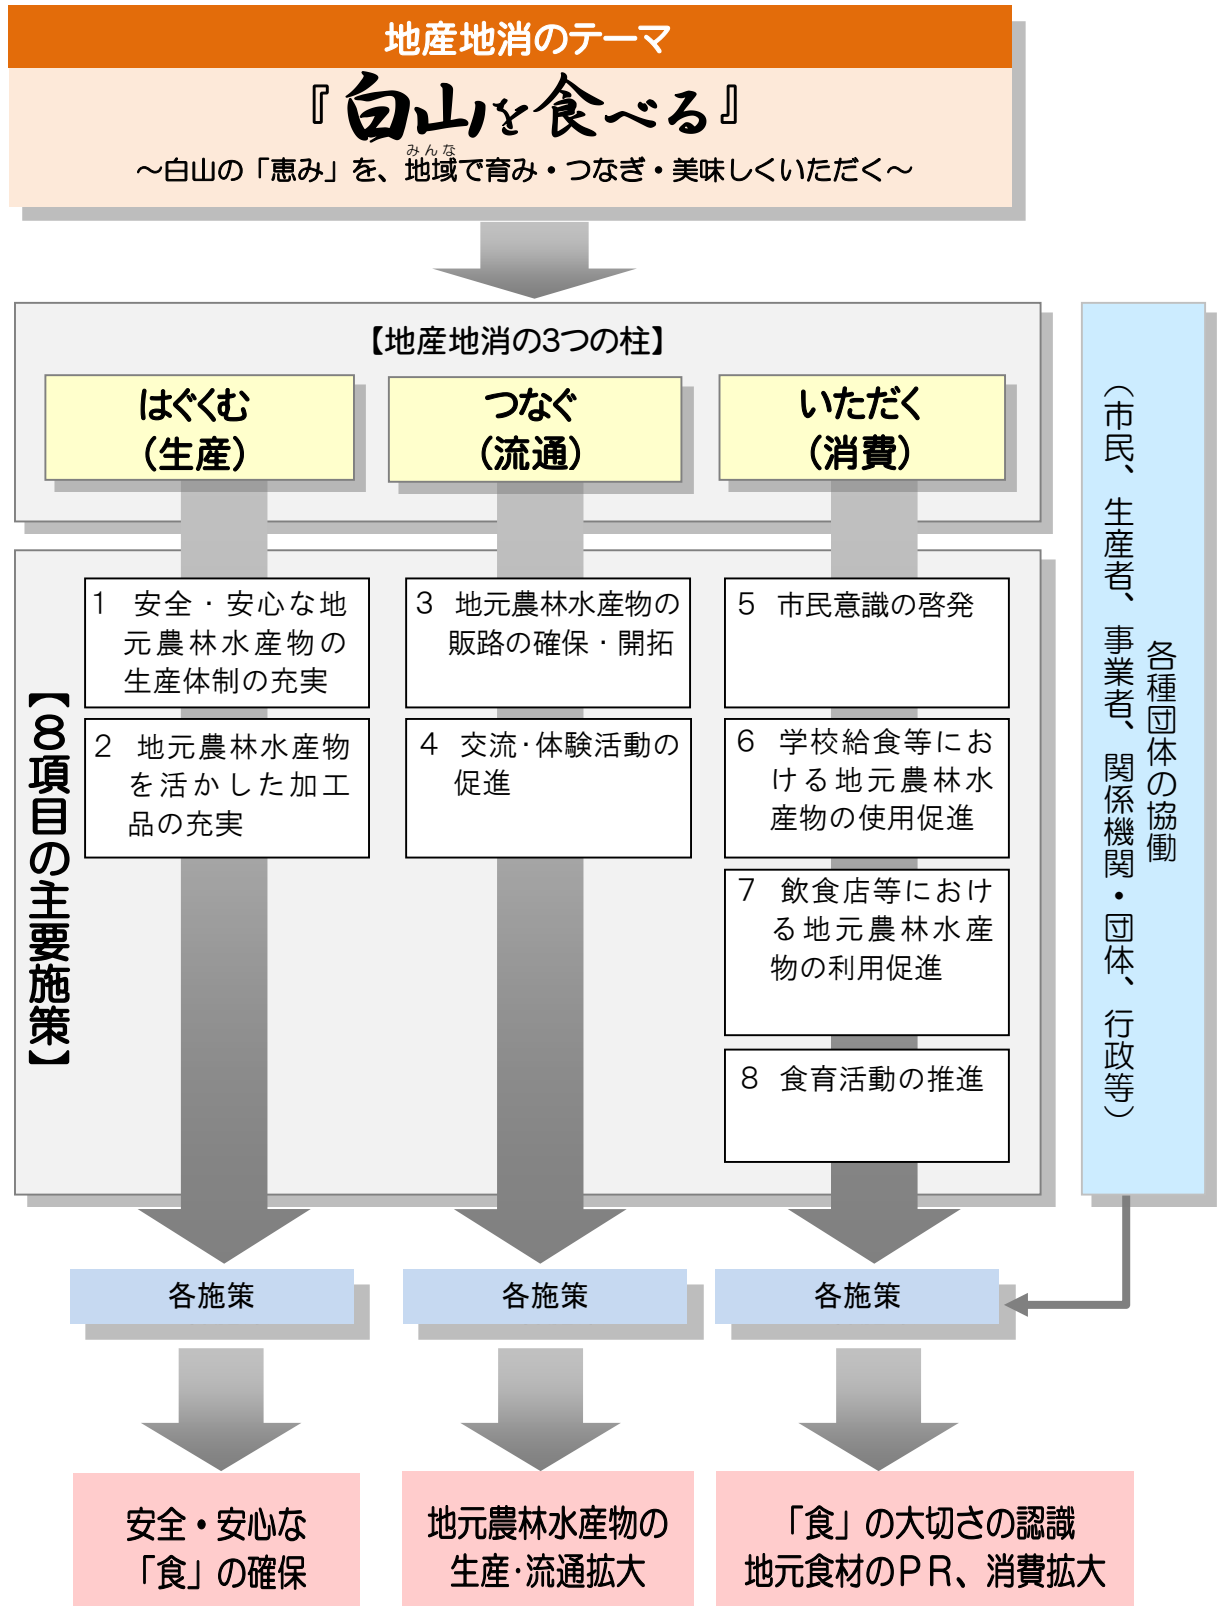 地産地消のテーマ
『白山を食べる』
みんな
～白山の「恵み」を、地域で育み・つなぎ・美味しくいただく～
【地産地消の3つの柱】
はぐくむ
（生産）
つなぐ
（流通）
いただく
（消費）
【８項目の主要施策】
1 安全・安心な地
元農林水産物の
生産体制の充実
2 地元農林水産物
を活かした加工
品の充実
3 地元農林水産物の
販路の確保・開拓
4 交流・体験活動の
促進
5 市民意識の啓発
6 学校給食等にお
ける地元農林水
産物の使用促進
7 飲食店等におけ
る地元農林水産
物の利用促進
8 食育活動の推進
各種団体の協働
（市民、生産者、事業者、関係機関・団体、行政等）
各施策
各施策
各施策
安全・安心な
「食」の確保
地元農林水産物の
生産・流通拡大
「食」の大切さの認識
地元食材のＰＲ、消費拡大